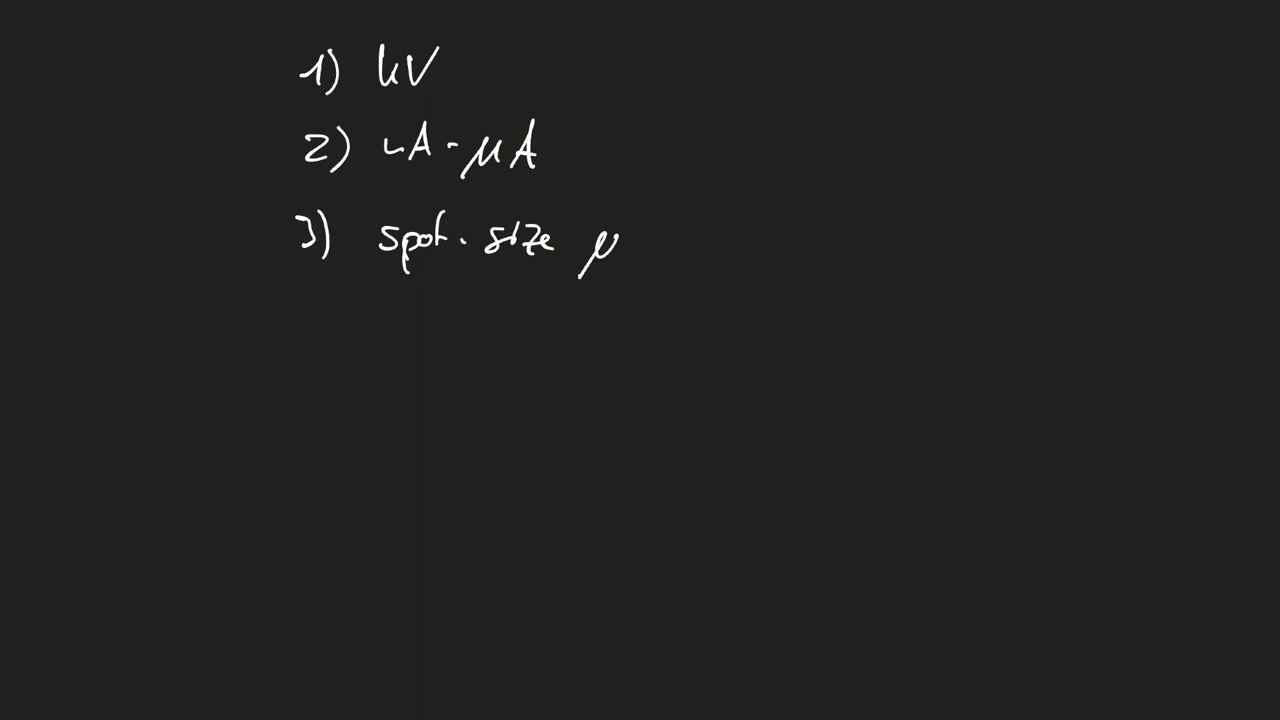 1) kV
2) nA - µA
3) spot - size µ